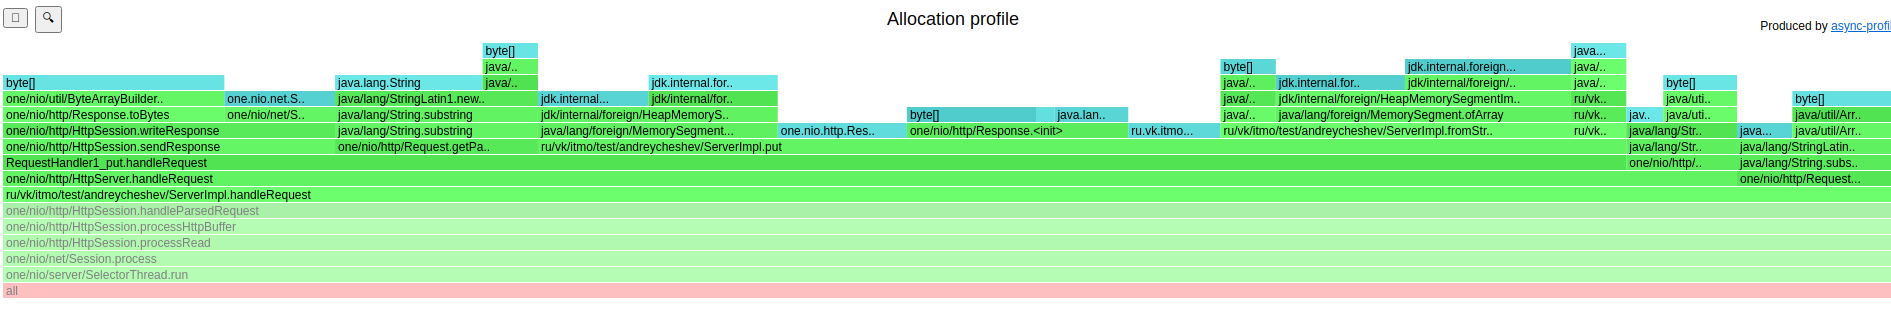 Allocation profile
Produced by async-profil
byte[] java...
java/.. byte[] jdk.internal.foreign... java/..
byte[] java.lang.String java/.. jdk.internal.for.. java/.. jdk.internal.for.. jdk/internal/foreign/.. java/.. byte[]
one/nio/util/ByteArrayBuilder.. one.nio.net.S.. java/lang/StringLatin1.new.. jdk.internal... jdk/internal/for.. java/.. jdk/internal/foreign/HeapMemorySegmentIm.. ru/vk.. java/uti.. byte[]
one/nio/http/Response.toBytes one/nio/net/S.. java/lang/String.substring jdk/internal/foreign/HeapMemoryS.. byte[] java.lan.. java/.. java/lang/foreign/MemorySegment.ofArray ru/vk.. jav.. java/uti.. java/util/Arr..
one/nio/http/HttpSession.writeResponse java/lang/String.substring java/lang/foreign/MemorySegment... one.nio.http.Res.. one/nio/http/Response.<init> ru.vk.itmo... ru/vk/itmo/test/andreycheshev/ServerImpl.fromStr.. ru/vk.. java/lang/Str.. java... java/util/Arr..
one/nio/http/HttpSession.sendResponse one/nio/http/Request.getPa.. ru/vk/itmo/test/andreycheshev/ServerImpl.put java/lang/Str.. java/lang/StringLatin..
RequestHandler1_put.handleRequest one/nio/http/.. java/lang/String.subs..
one/nio/http/HttpServer.handleRequest one/nio/http/Request...
ru/vk/itmo/test/andreycheshev/ServerImpl.handleRequest
one/nio/http/HttpSession.handleParsedRequest
one/nio/http/HttpSession.processHttpBuffer
one/nio/http/HttpSession.processRead
one/nio/net/Session.process
one/nio/server/SelectorThread.run
all